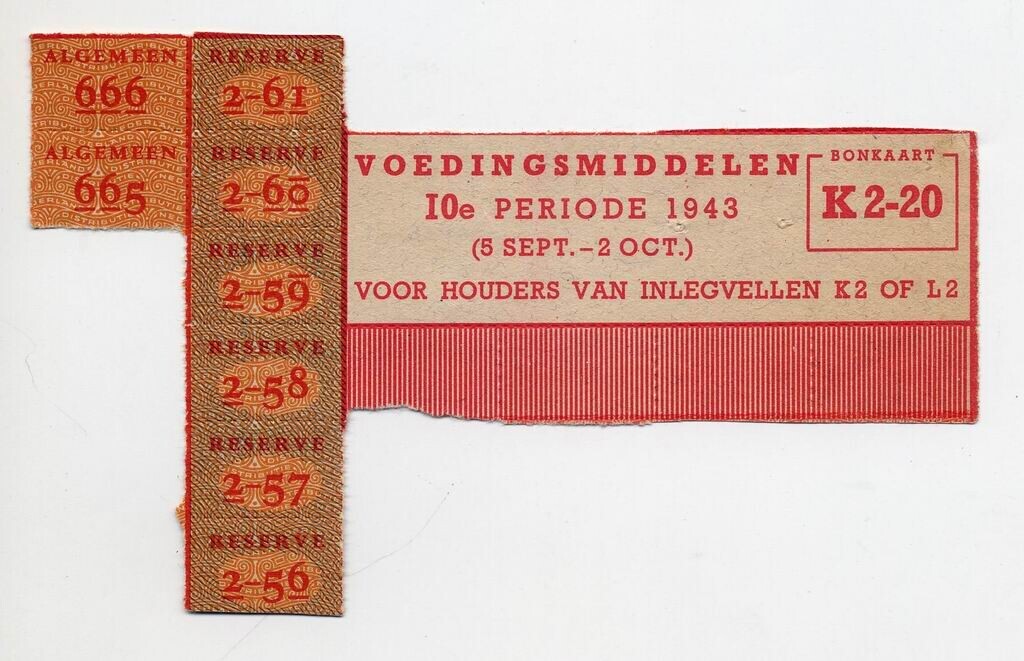 ALGEMEEN
666
ALGEMEEN
665
RESERVE
2-61
RESERVE
2-60
RESERVE
2-59
RESERVE
2-58
RESERVE
2-57
RESERVE
2-56
VOEDINGSMIDDELEN
10e PERIODE 1943
(5 SEPT.-2 OCT.)
VOOR HOUDERS VAN INLEGVELLEN K2 OF L2
BONKAART
K 2-20